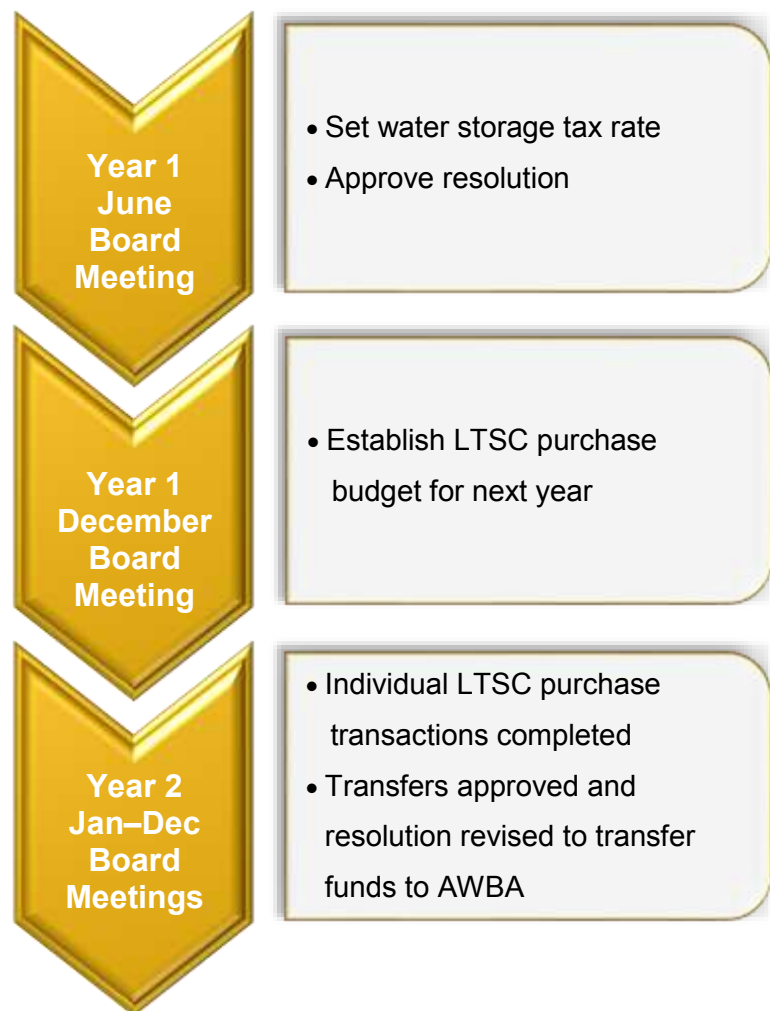 Year 1
June
Board
Meeting
• Set water storage tax rate
• Approve resolution
Year 1
December
Board
Meeting
• Establish LTSC purchase
budget for next year
Year 2
Jan–Dec
Board
Meetings
• Individual LTSC purchase
transactions completed
• Transfers approved and
resolution revised to transfer
funds to AWBA